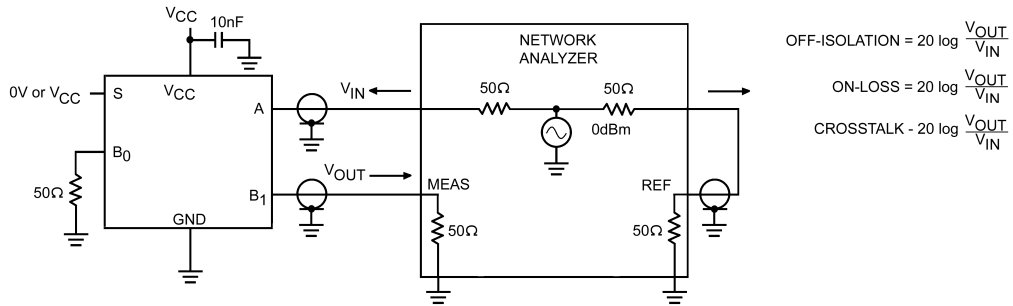 VCC
10nF
0V or VCC
S
VCC
A
B0
50Ω
B1
GND
VIN
VOUT
NETWORK
ANALYZER
50Ω
50Ω
0dBm
MEAS
REF
50Ω
50Ω
OFF-ISOLATION = 20 log VOUT/VIN
ON-LOSS = 20 log VOUT/VIN
CROSSTALK - 20 log VOUT/VIN